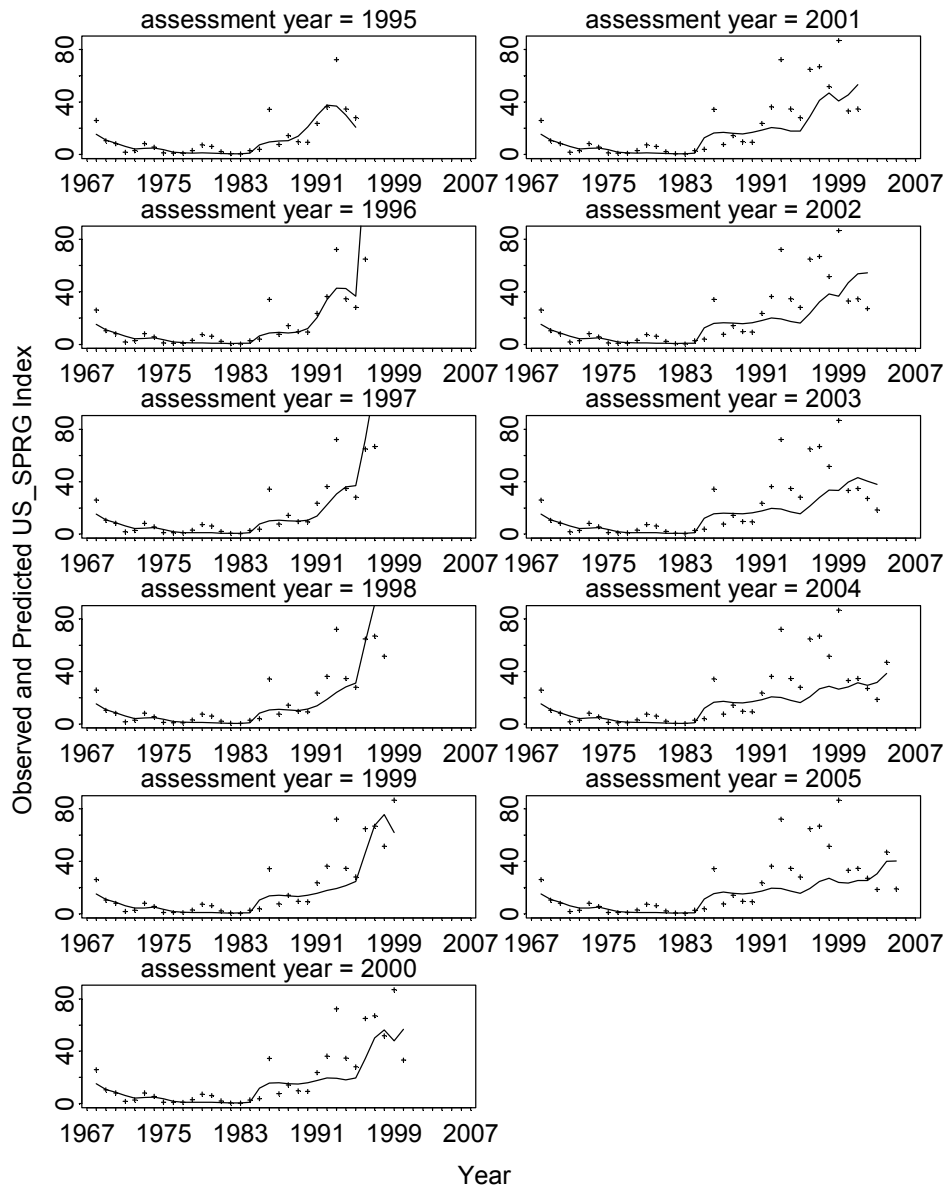 Observed and Predicted US_SPRG Index
assessment year = 1995
0 40 80
1967 1975 1983 1991 1999 2007
assessment year = 1996
0 40 80
1967 1975 1983 1991 1999 2007
assessment year = 1997
0 40 80
1967 1975 1983 1991 1999 2007
assessment year = 1998
0 40 80
1967 1975 1983 1991 1999 2007
assessment year = 1999
0 40 80
1967 1975 1983 1991 1999 2007
assessment year = 2000
0 40 80
1967 1975 1983 1991 1999 2007
assessment year = 2001
0 40 80
1967 1975 1983 1991 1999 2007
assessment year = 2002
0 40 80
1967 1975 1983 1991 1999 2007
assessment year = 2003
0 40 80
1967 1975 1983 1991 1999 2007
assessment year = 2004
0 40 80
1967 1975 1983 1991 1999 2007
assessment year = 2005
0 40 80
1967 1975 1983 1991 1999 2007
Year